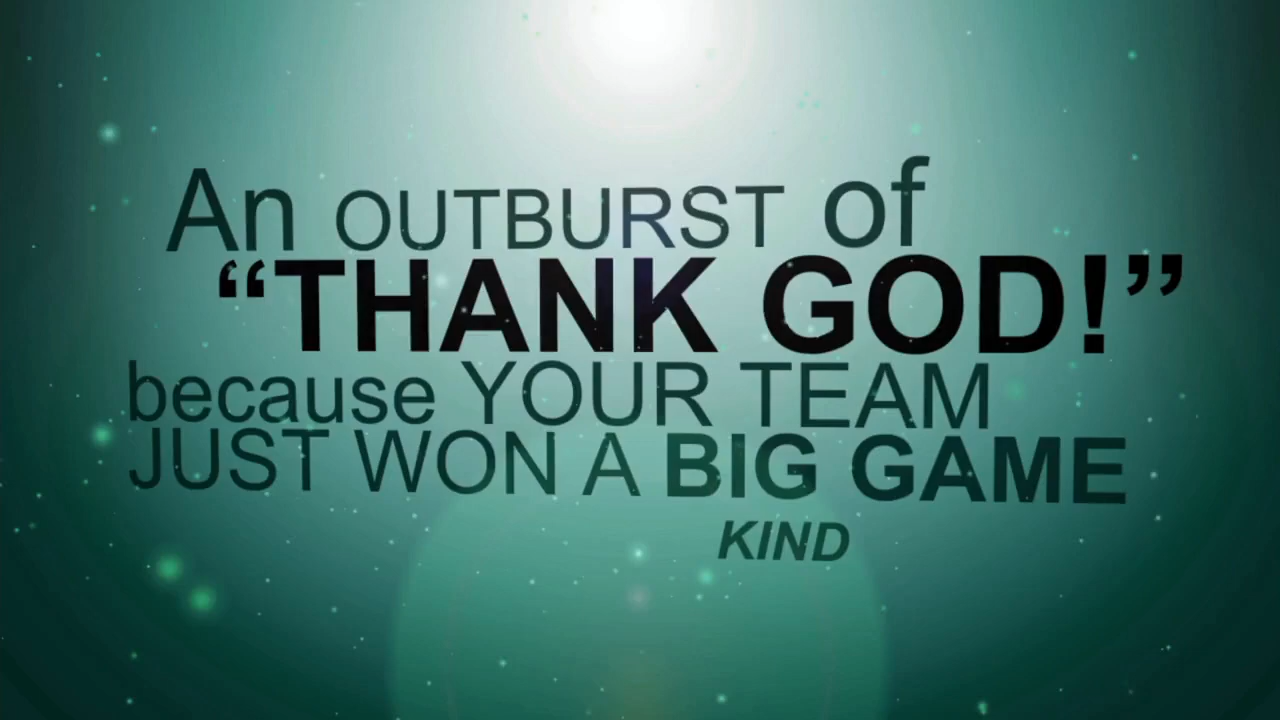 An OUTBURST of
“THANK GOD!”
because YOUR TEAM
JUST WON A BIG GAME
KIND